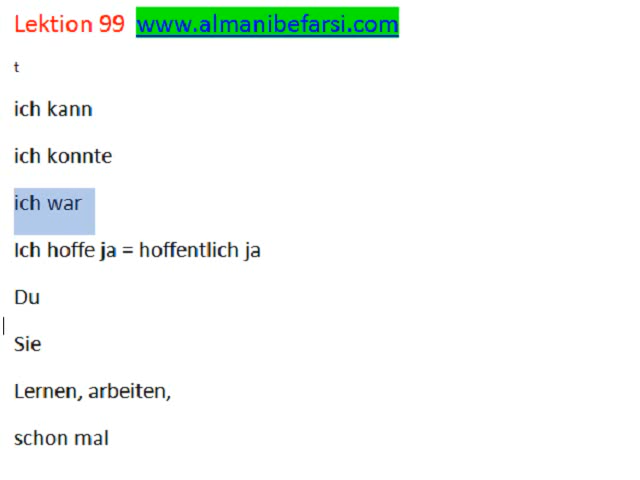 Lektion 99 www.almanibefarsi.com
t
ich kann
ich konnte
ich war
Ich hoffe ja = hoffentlich ja
Du
Sie
Lernen, arbeiten,
schon mal